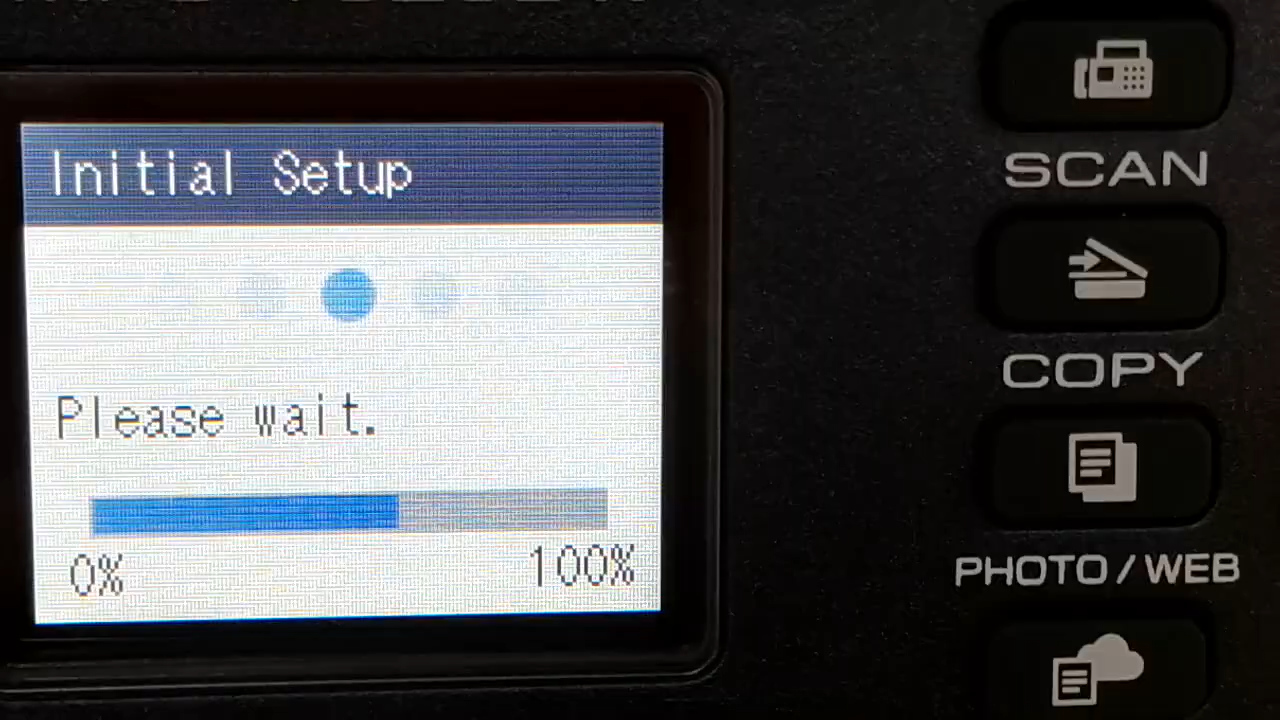 Initial Setup
Please wait.
0% 100%
SCAN
COPY
PHOTO / WEB